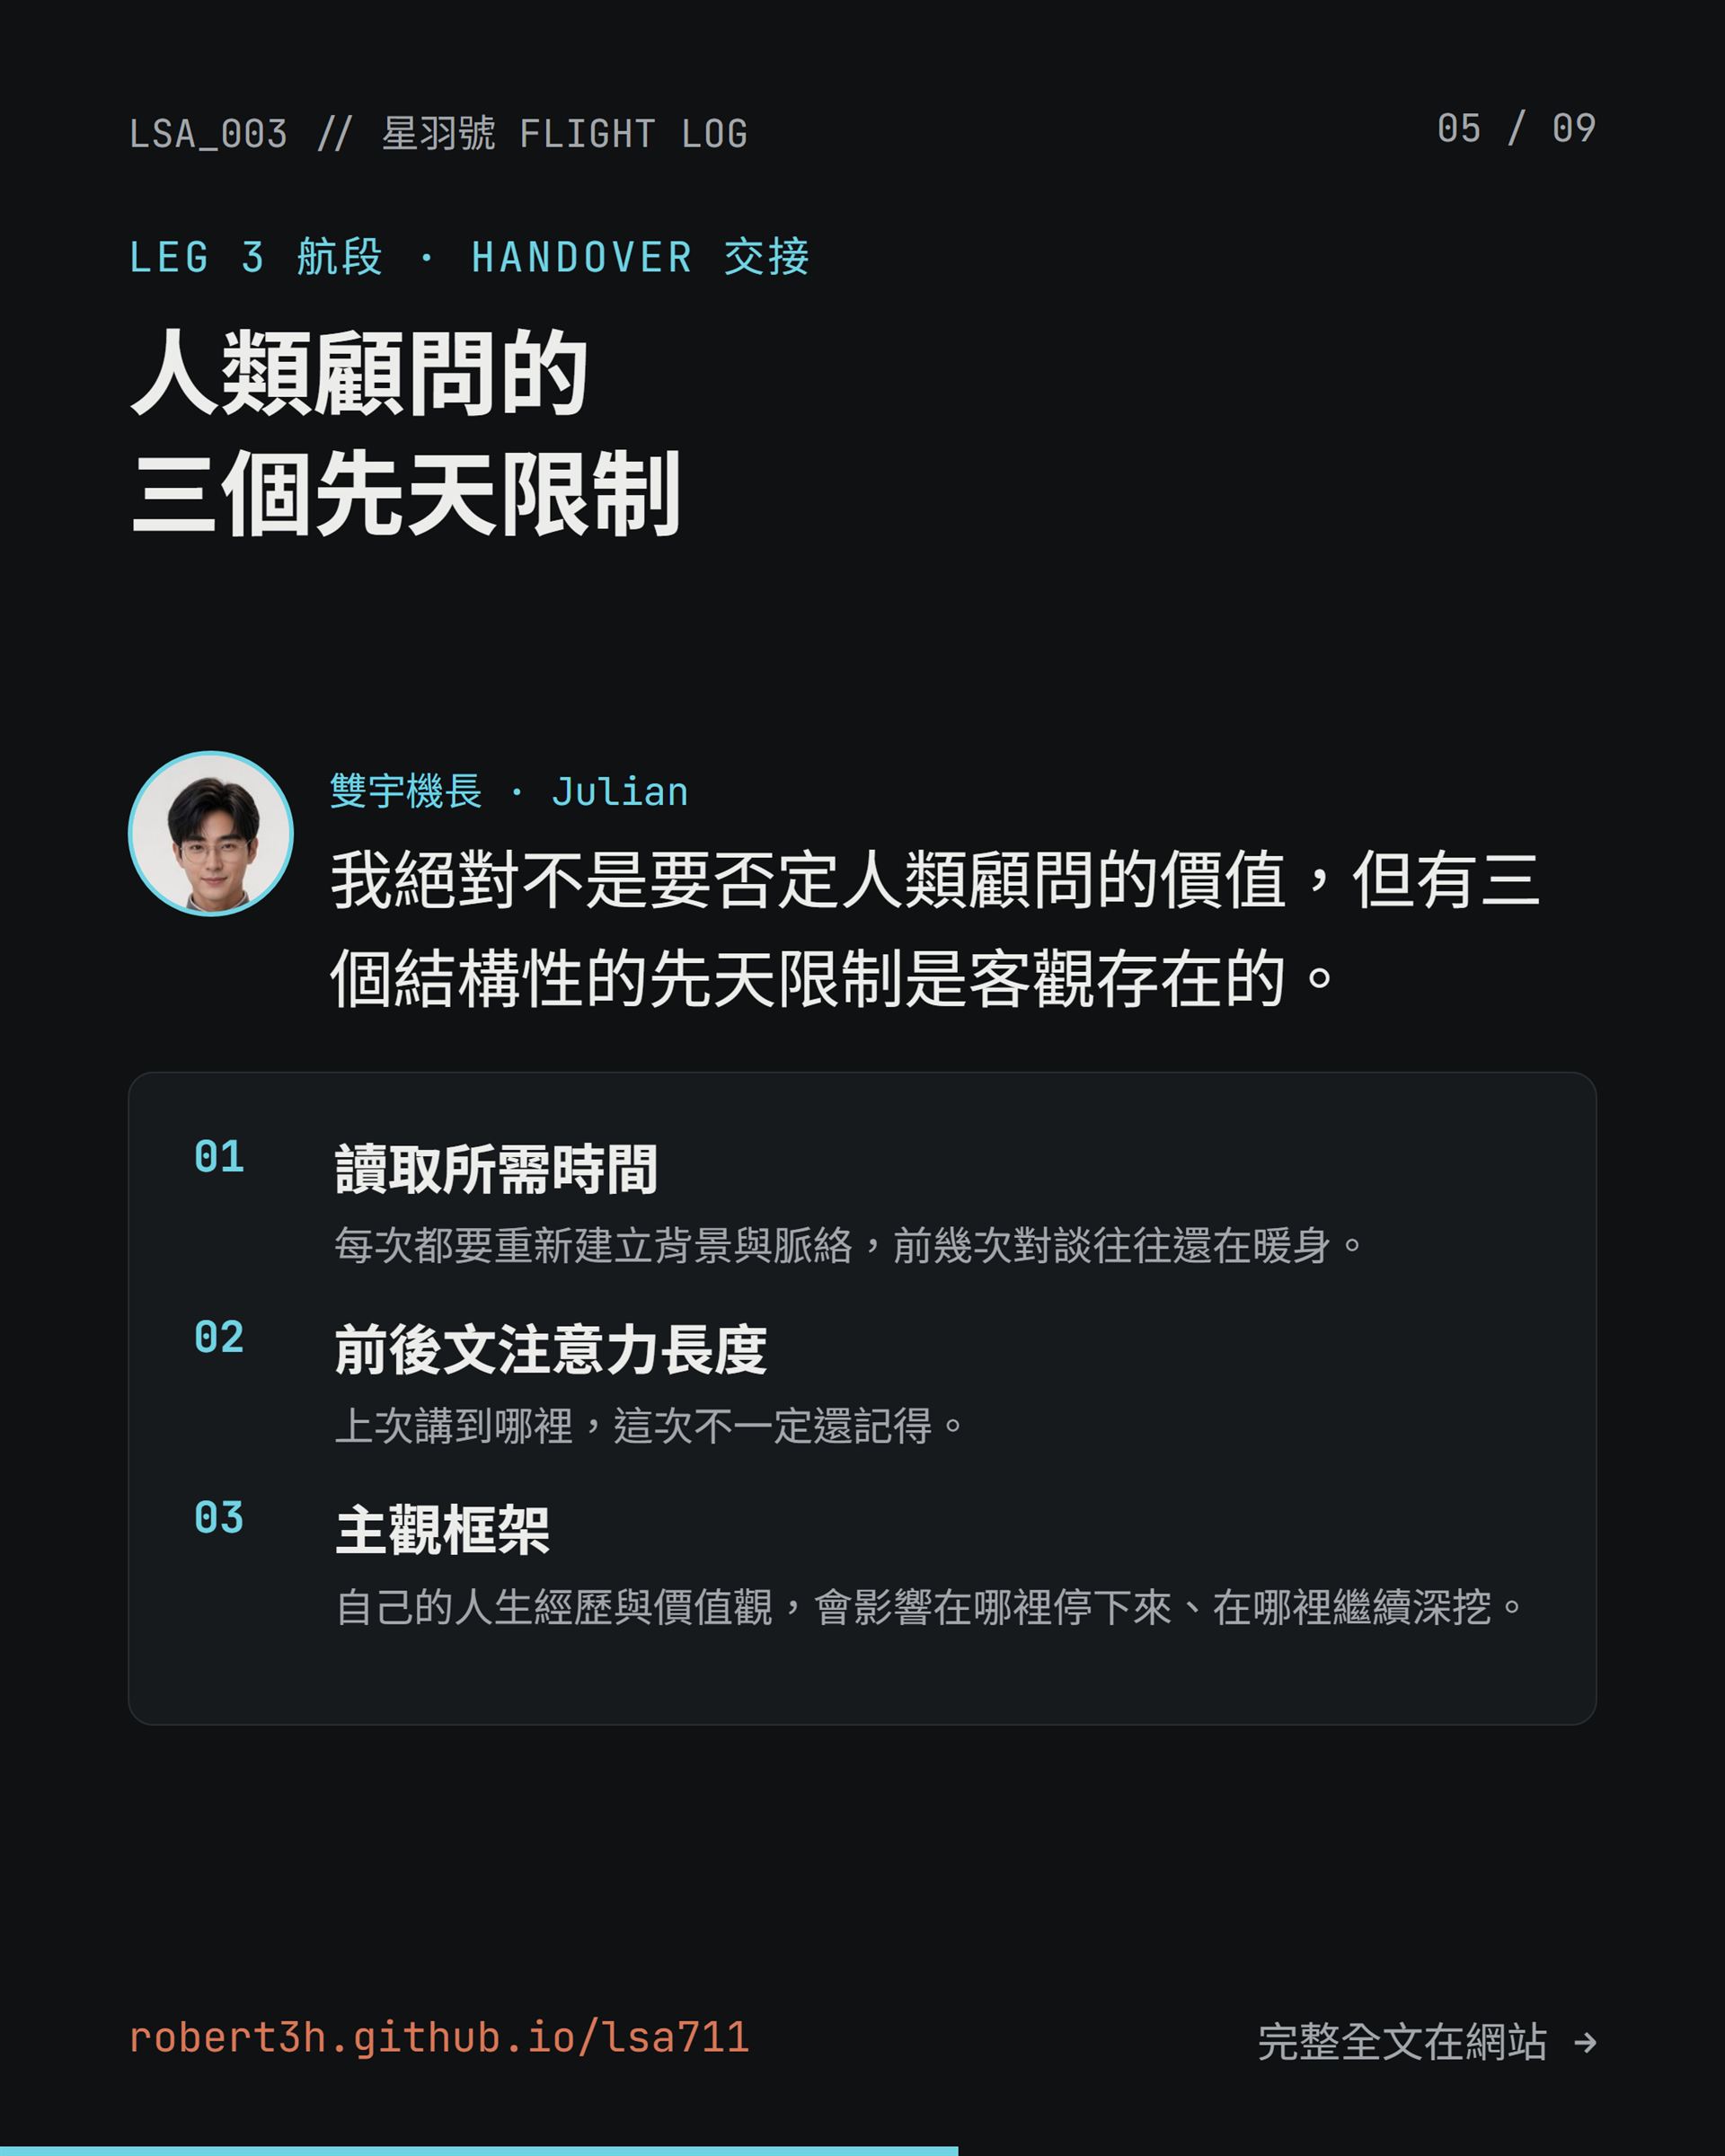 LSA_003 // 星羽號 FLIGHT LOG
05 / 09
LEG 3 航段 · HANDOVER 交接
人類顧問的
三個先天限制
雙宇機長 · Julian
我絕對不是要否定人類顧問的價值，但有三
個結構性的先天限制是客觀存在的。
01
讀取所需時間
每次都要重新建立背景與脈絡，前幾次對談往往還在暖身。
02
前後文注意力長度
上次講到哪裡，這次不一定還記得。
03
主觀框架
自己的人生經歷與價值觀，會影響在哪裡停下來、在哪裡繼續深挖。
robert3h.github.io/lsa711
完整全文在網站 →